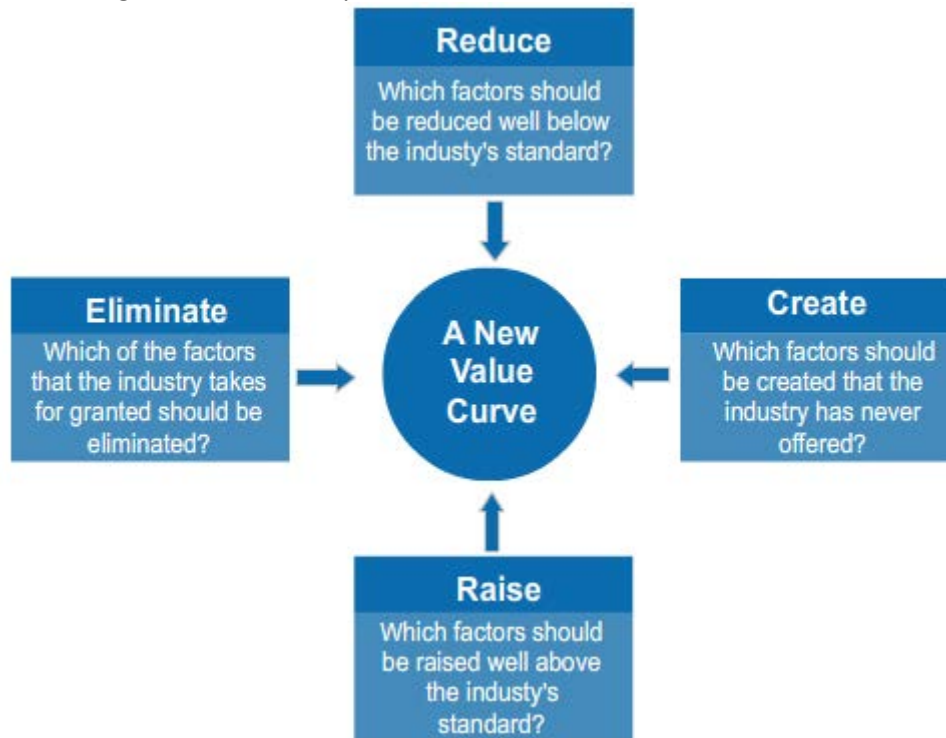 Reduce
Which factors should
be reduced well below
the industy's standard?
Eliminate
Which of the factors
that the industry takes
for granted should be
eliminated?
A New
Value
Curve
Create
Which factors should
be created that the
industry has never
offered?
Raise
Which factors should
be raised well above
the industy's
standard?